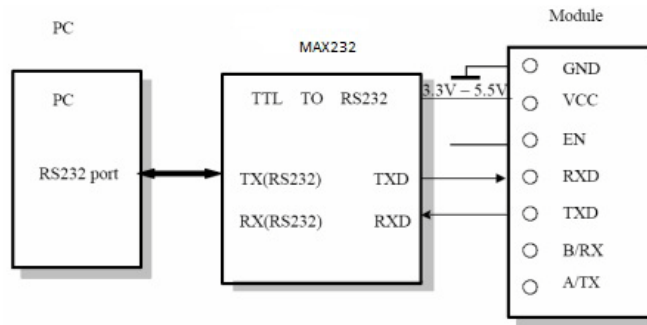 PC
PC
RS232 port
MAX232
TTL TO RS232
TX(RS232) TXD
RX(RS232) RXD
3.3V – 5.5V
Module
GND
VCC
EN
RXD
TXD
B/RX
A/TX